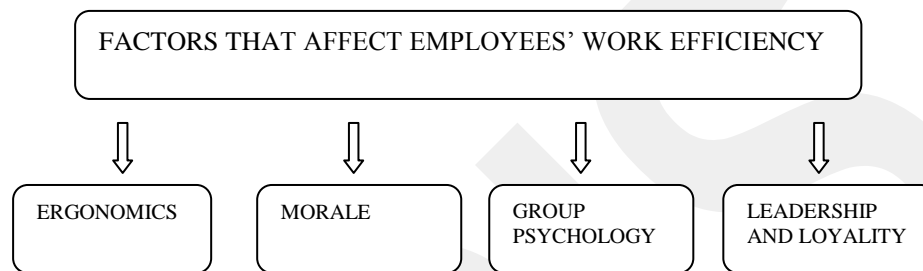 FACTORS THAT AFFECT EMPLOYEES’ WORK EFFICIENCY
ERGONOMICS
MORALE
GROUP
PSYCHOLOGY
LEADERSHIP
AND LOYALITY